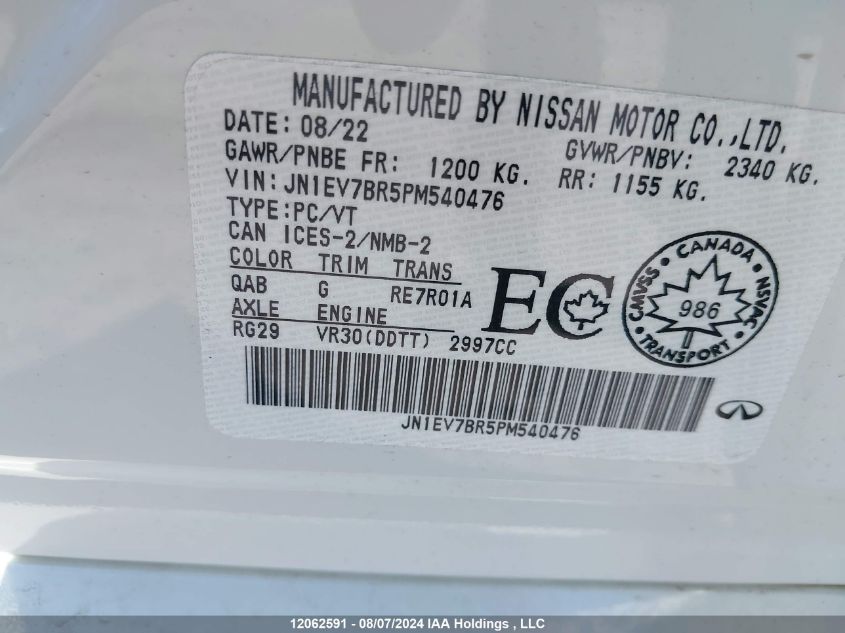 MANUFACTURED BY NISSAN MOTOR CO.,LTD.
DATE: 08/22 GVWR/PNBV: 2340 KG.
GAWR/PNBE FR: 1200 KG. RR: 1155 KG.
VIN: JN1EV7BR5PM540476
TYPE:PC/VT
CAN ICES-2/NMB-2
COLOR TRIM TRANS
QAB G RE7R01A
AXLE ENGINE
RG29 VR30(DDTT) 2997CC
EC
CANADA
CMVSS NSVAC
986
TRANSPORT
JN1EV7BR5PM540476
12062591 - 08/07/2024 IAA Holdings , LLC